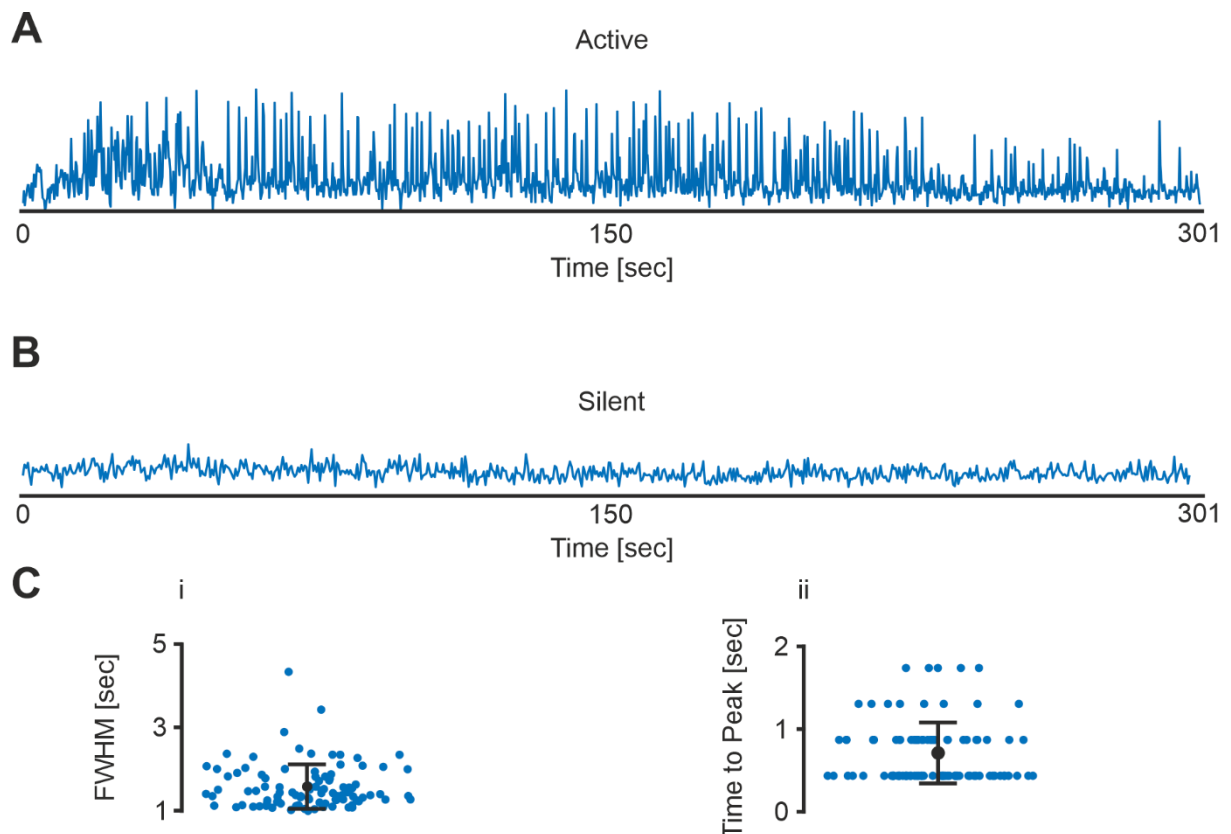 A
Active
0 150 301
Time [sec]
B
Silent
0 150 301
Time [sec]
C
i
5
3
1
FWHM [sec]
ii
2
1
0
Time to Peak [sec]